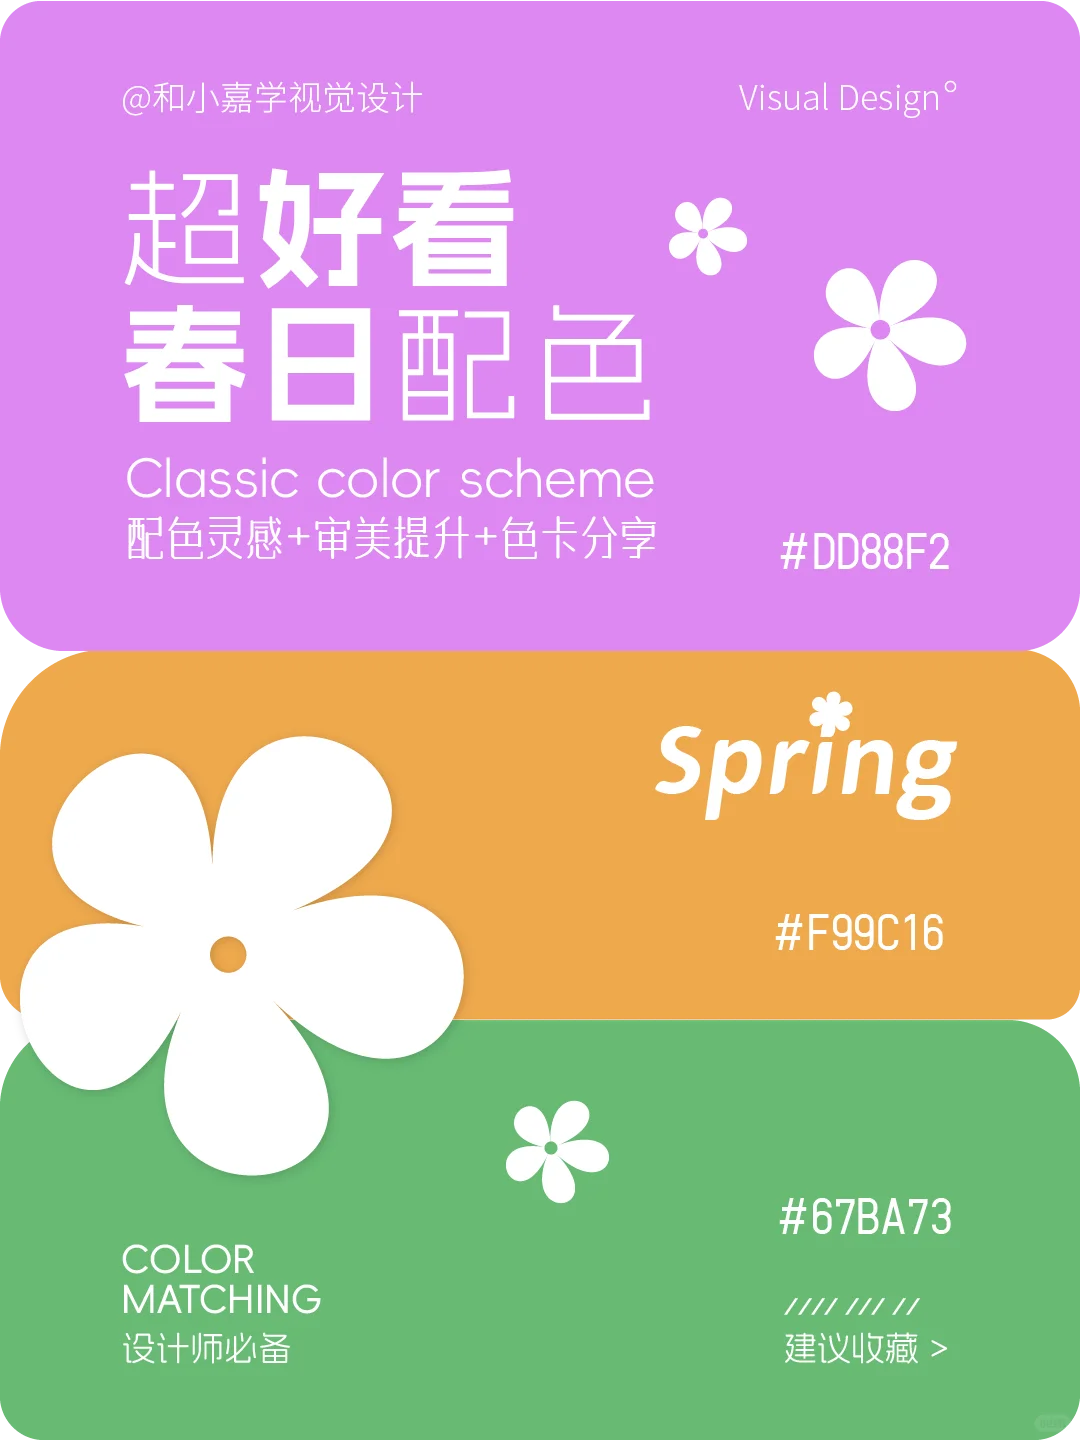 @和小嘉学视觉设计
Visual Design°
超好看
春日配色
Classic color scheme
配色灵感+审美提升+色卡分享
#DD88F2
Spring
#F99C16
#67BA73
COLOR
MATCHING
设计师必备
//// /// //
建议收藏 >